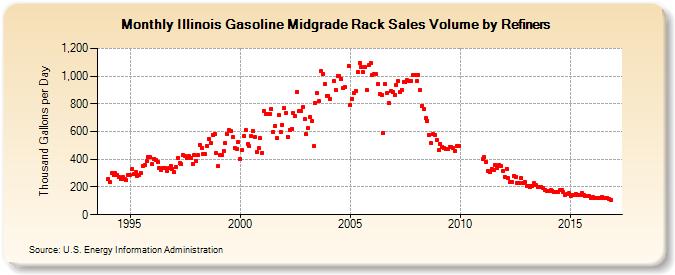 Monthly Illinois Gasoline Midgrade Rack Sales Volume by Refiners
Thousand Gallons per Day
1,200
1,000
800
600
400
200
0
1995 2000 2005 2010 2015
Source: U.S. Energy Information Administration